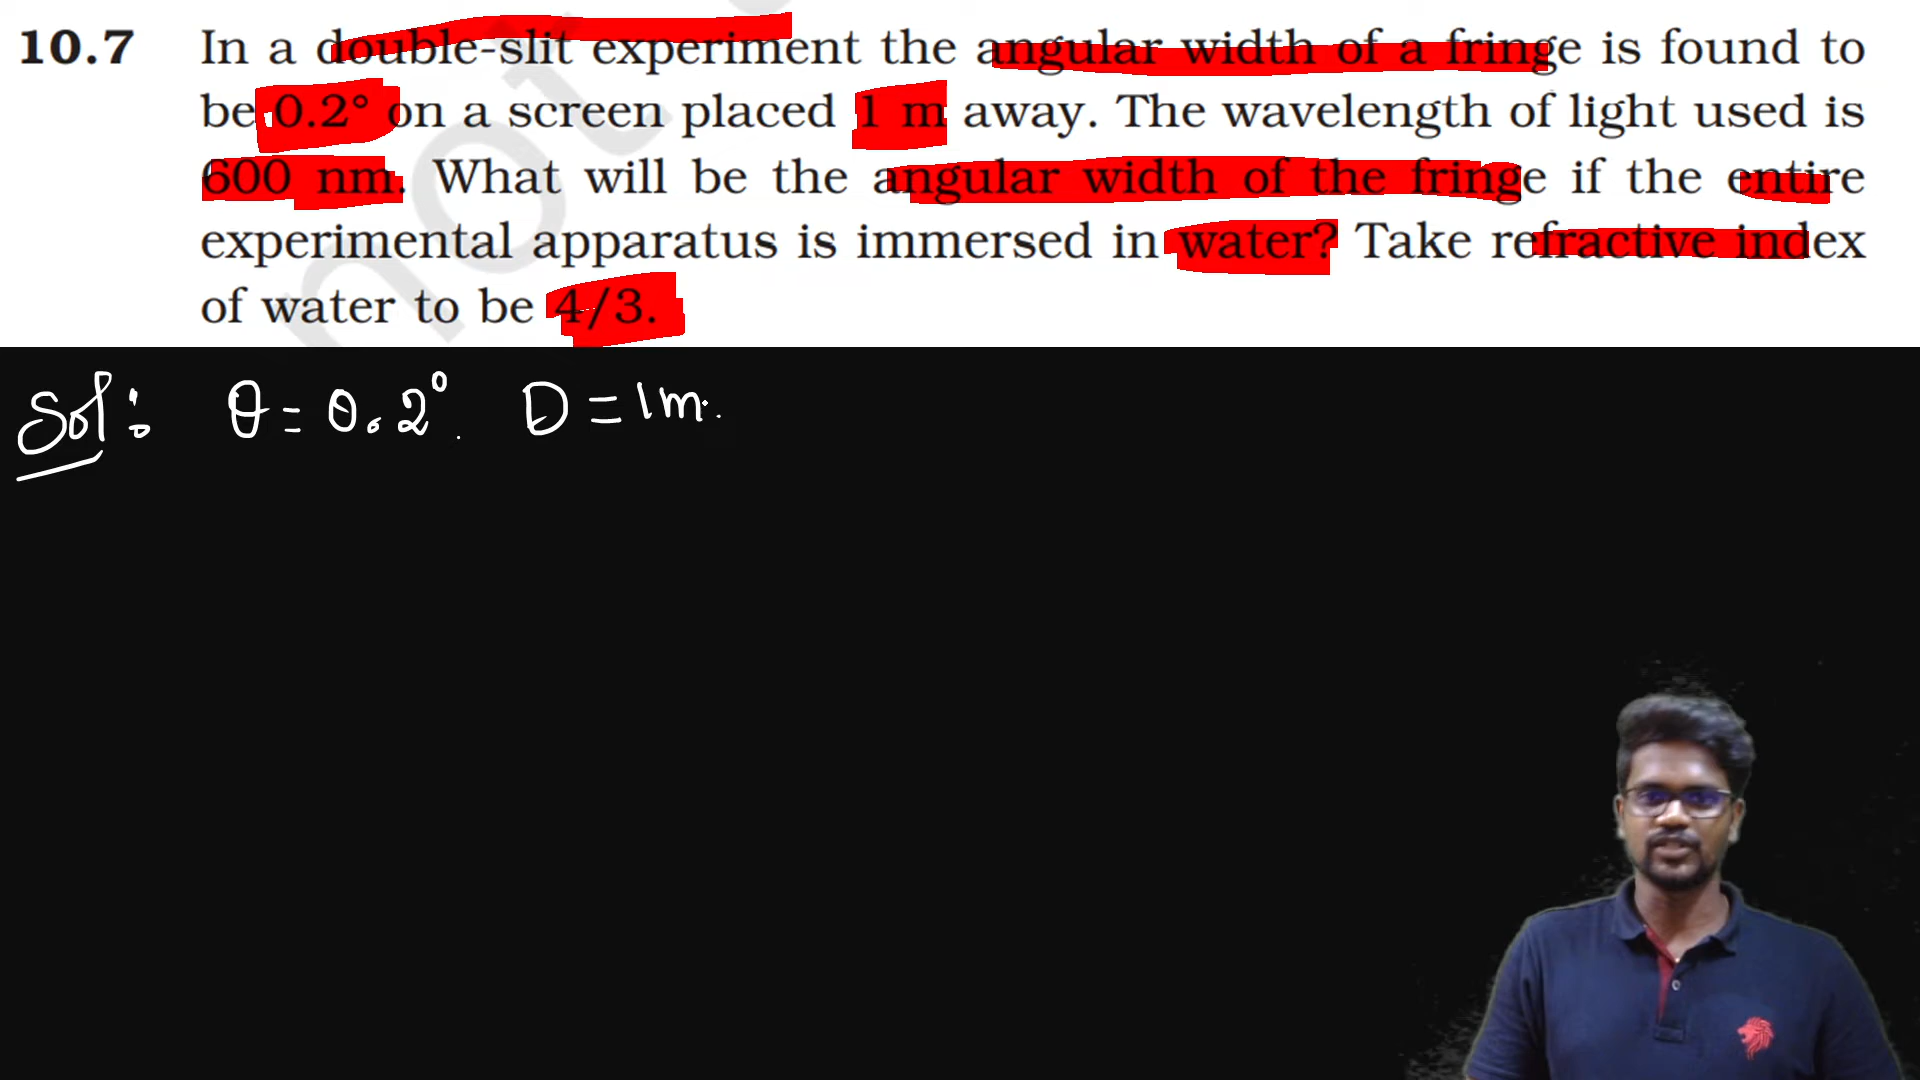 10.7 In a double-slit experiment the angular width of a fringe is found to
be 0.2° on a screen placed 1 m away. The wavelength of light used is
600 nm. What will be the angular width of the fringe if the entire
experimental apparatus is immersed in water? Take refractive index
of water to be 4/3.
not
Sol: θ = 0.2°. D = 1m.